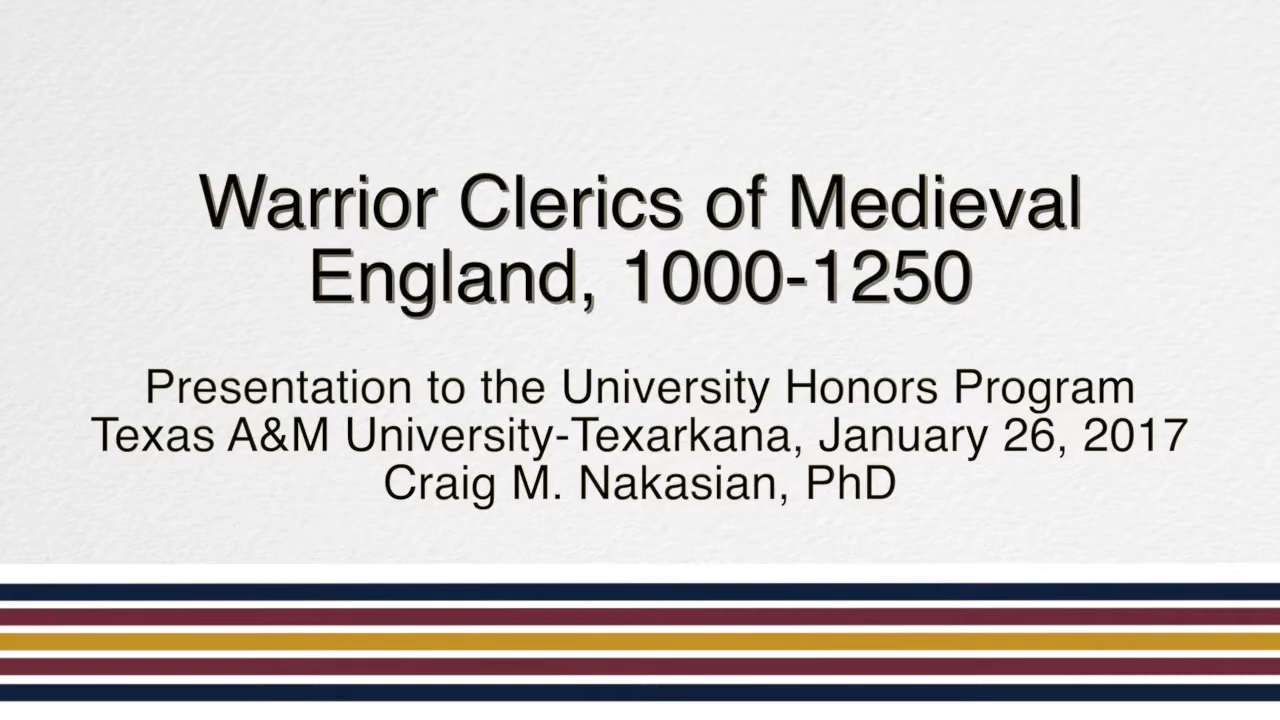 Warrior Clerics of Medieval
England, 1000-1250
Presentation to the University Honors Program
Texas A&M University-Texarkana, January 26, 2017
Craig M. Nakasian, PhD